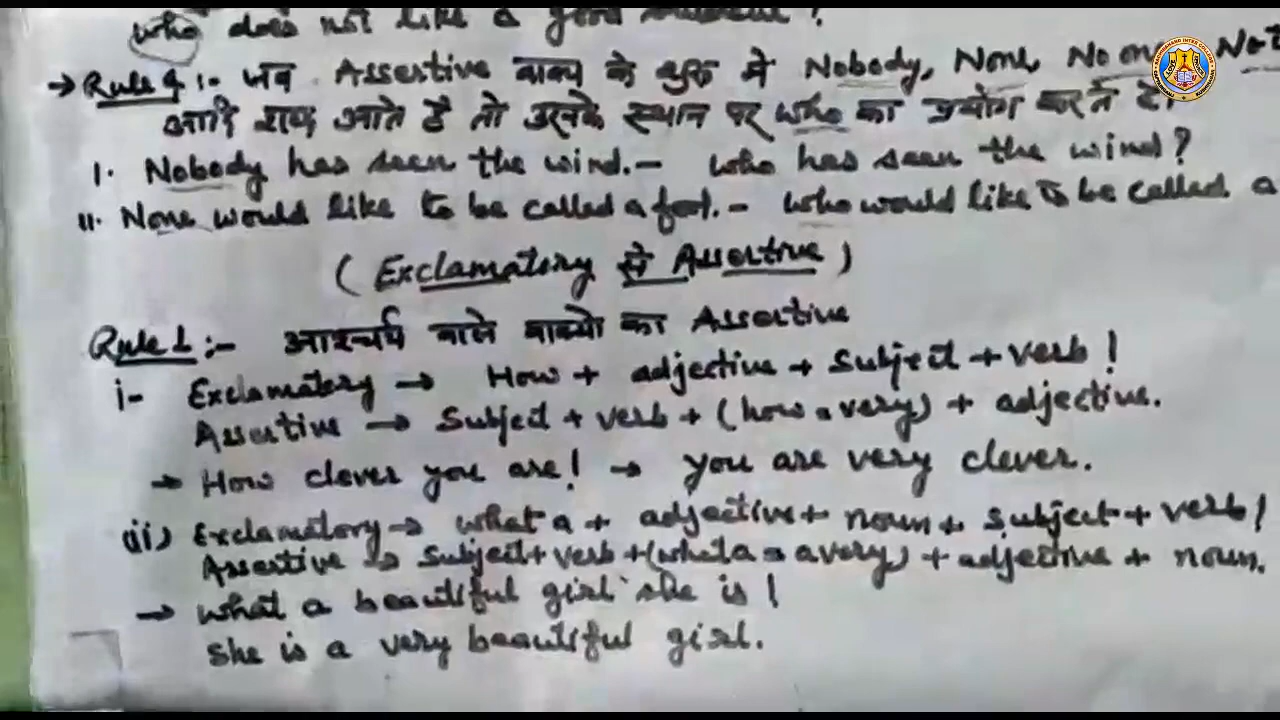 who does not like a good
→ Rule 4 :- जब Assertive वाक्य के शुरु मे Nobody, None, No one, Not
आदि शब्द आते है तो उनके स्थान पर who का प्रयोग करते है।
i. Nobody has seen the wind. - who has seen the wind?
ii. None would like to be called a fool. - who would like to be called a
(Exclamatory से Assertive)
Rule 1 :- आश्चर्य वाले वाक्यो का Assertive
i- Exclamatory → How + adjective + Subject + verb !
Assertive → Subject + verb + (how = very) + adjective.
→ How clever you are! → you are very clever.
(ii) Exclamatory → what a + adjective + noun + subject + verb !
Assertive → Subject + verb + (what a = a very) + adjective + noun.
→ what a beautiful girl she is !
She is a very beautiful girl.